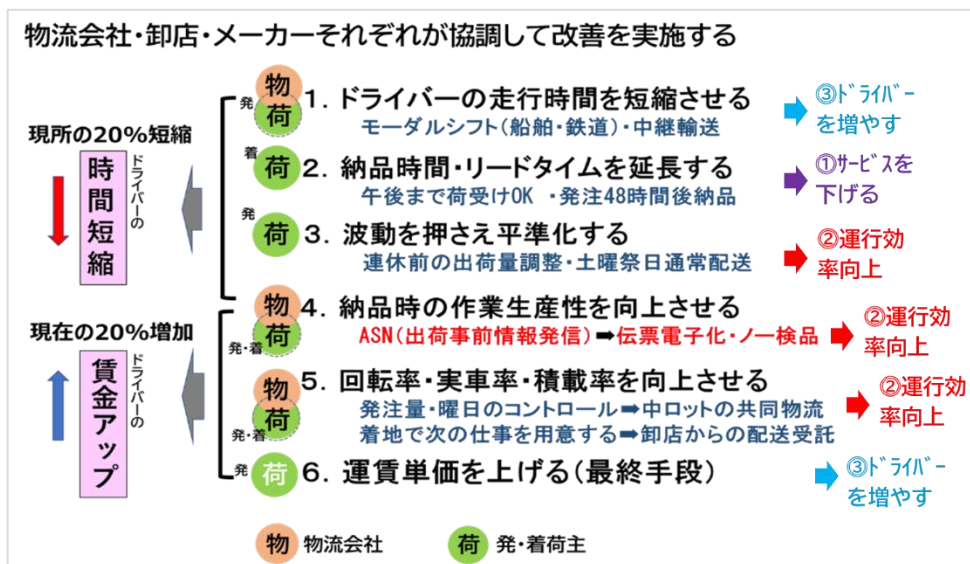 物流会社・卸店・メーカーそれぞれが協調して改善を実施する
現所の20%短縮
ドライバーの
時間短縮
現在の20%増加
ドライバーの
賃金アップ
発
物
荷
1. ドライバーの走行時間を短縮させる
モーダルシフト(船舶・鉄道)・中継輸送
③ドライバー
を増やす
着
荷
2. 納品時間・リードタイムを延長する
午後まで荷受けOK ・発注48時間後納品
①サービスを
下げる
発
荷
3. 波動を押さえ平準化する
連休前の出荷量調整・土曜祭日通常配送
②運行効
率向上
発・着
物
荷
4. 納品時の作業生産性を向上させる
ASN(出荷事前情報発信)➡伝票電子化・ノー検品
②運行効
率向上
発・着
物
荷
5. 回転率・実車率・積載率を向上させる
発注量・曜日のコントロール➡中ロットの共同物流
着地で次の仕事を用意する➡卸店からの配送受託
②運行効
率向上
発
荷
6. 運賃単価を上げる(最終手段)
③ドライバー
を増やす
物 物流会社
荷 発・着荷主